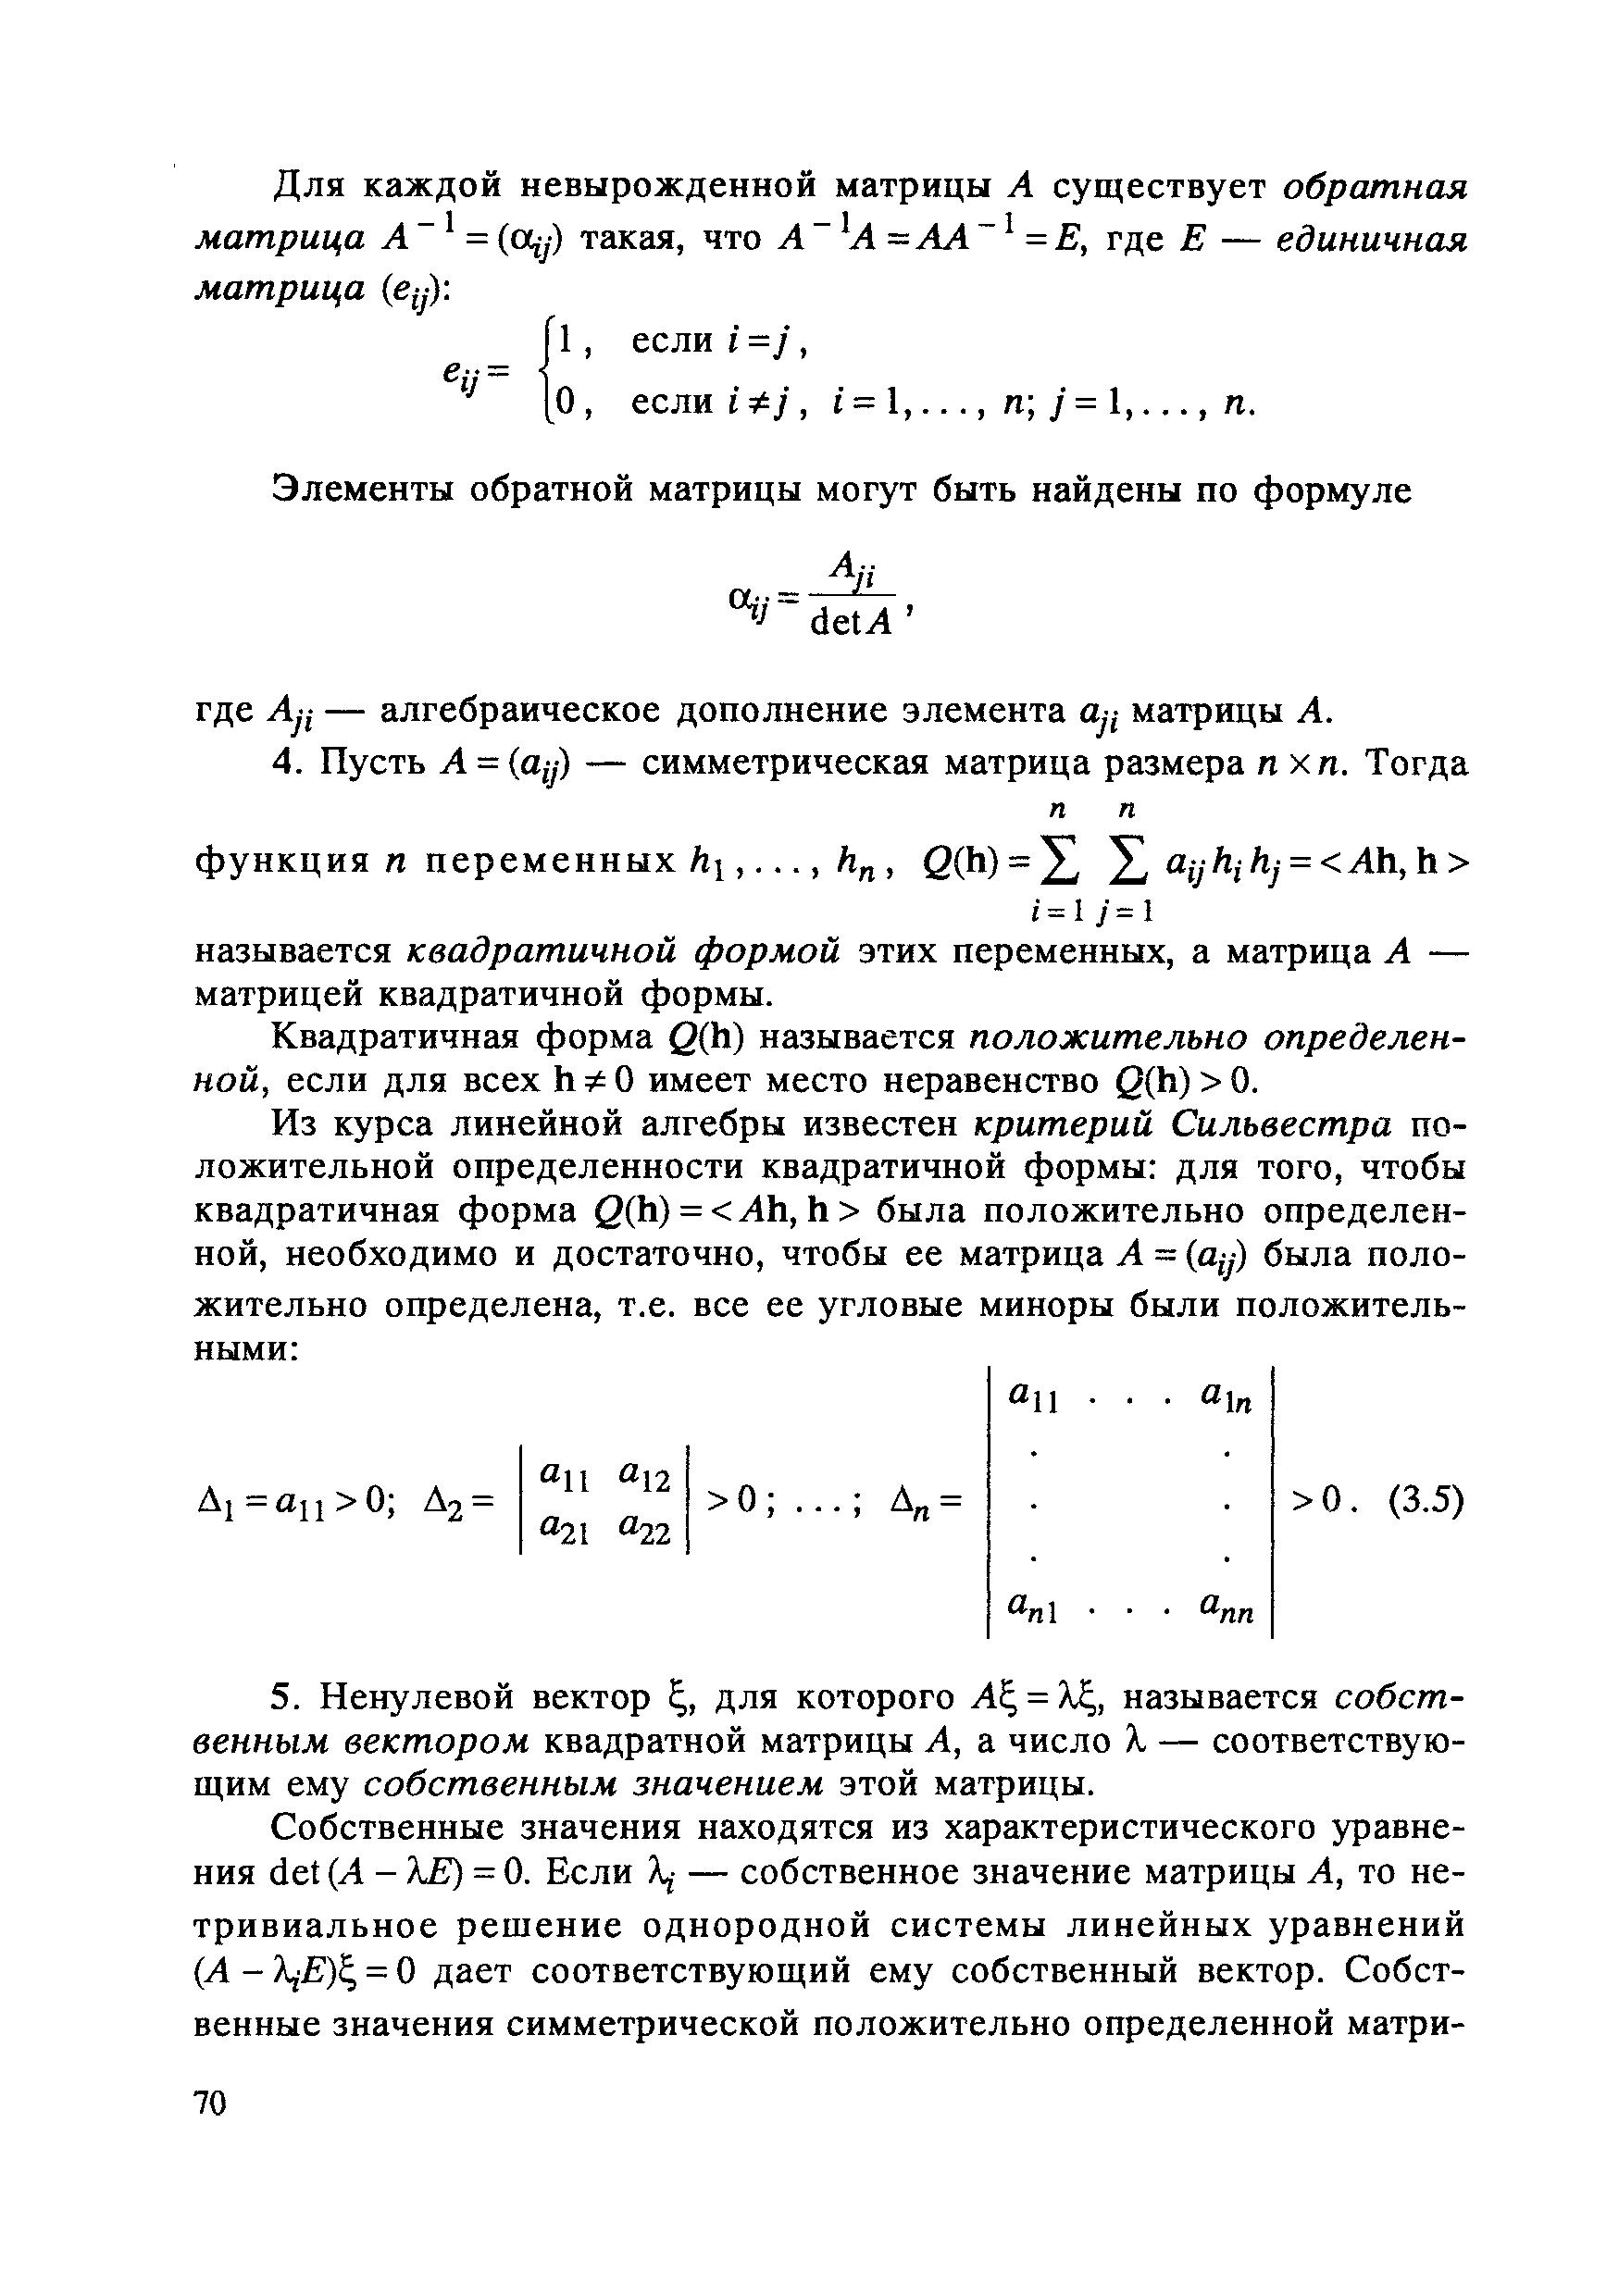 Для каждой невырожденной матрицы A существует обратная
матрица A⁻¹ = (αᵢⱼ) такая, что A⁻¹A = AA⁻¹ = E, где E — единичная
матрица (eᵢⱼ):
eᵢⱼ = { 1, если i = j,
0, если i ≠ j, i = 1,..., n; j = 1,..., n.
Элементы обратной матрицы могут быть найдены по формуле
αᵢⱼ = Aⱼᵢ / det A ,
где Aⱼᵢ — алгебраическое дополнение элемента aⱼᵢ матрицы A.
4. Пусть A = (aᵢⱼ) — симметрическая матрица размера n × n. Тогда
n n
функция n переменных h₁,..., hₙ, Q(h) = ∑ ∑ aᵢⱼ hᵢ hⱼ = < Ah, h >
i = 1 j = 1
называется квадратичной формой этих переменных, а матрица A —
матрицей квадратичной формы.
Квадратичная форма Q(h) называется положительно определен-
ной, если для всех h ≠ 0 имеет место неравенство Q(h) > 0.
Из курса линейной алгебры известен критерий Сильвестра по-
ложительной определенности квадратичной формы: для того, чтобы
квадратичная форма Q(h) = < Ah, h > была положительно определен-
ной, необходимо и достаточно, чтобы ее матрица A = (aᵢⱼ) была поло-
жительно определена, т.е. все ее угловые миноры были положитель-
ными:
a₁₁ . . . a₁ₙ
. .
a₁₁ a₁₂
Δ₁ = a₁₁ > 0; Δ₂ = | | > 0; ...; Δₙ = | . . | > 0. (3.5)
a₂₁ a₂₂
. .
aₙ₁ . . . aₙₙ
5. Ненулевой вектор ξ, для которого Aξ = λξ, называется собст-
венным вектором квадратной матрицы A, а число λ — соответствую-
щим ему собственным значением этой матрицы.
Собственные значения находятся из характеристического уравне-
ния det (A − λE) = 0. Если λᵢ — собственное значение матрицы A, то не-
тривиальное решение однородной системы линейных уравнений
(A − λᵢE)ξ = 0 дает соответствующий ему собственный вектор. Собст-
венные значения симметрической положительно определенной матри-
70